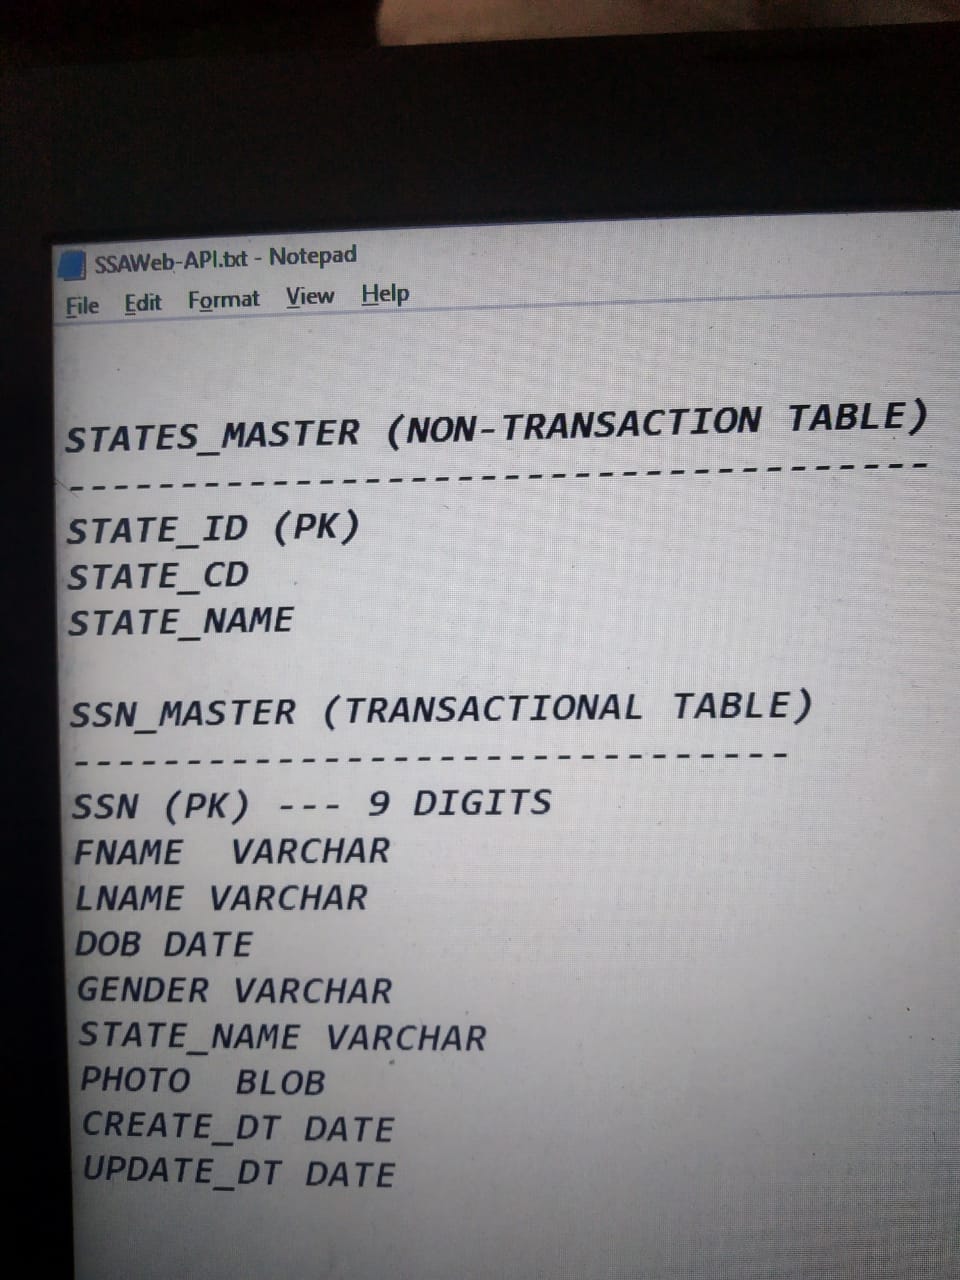 SSAWeb-API.txt - Notepad
File Edit Format View Help
STATES_MASTER (NON-TRANSACTION TABLE)
---------------------------------------
STATE_ID (PK)
STATE_CD
STATE_NAME
SSN_MASTER (TRANSACTIONAL TABLE)
--------------------------------
SSN (PK) --- 9 DIGITS
FNAME  VARCHAR
LNAME VARCHAR
DOB DATE
GENDER VARCHAR
STATE_NAME VARCHAR
PHOTO  BLOB
CREATE_DT DATE
UPDATE_DT DATE